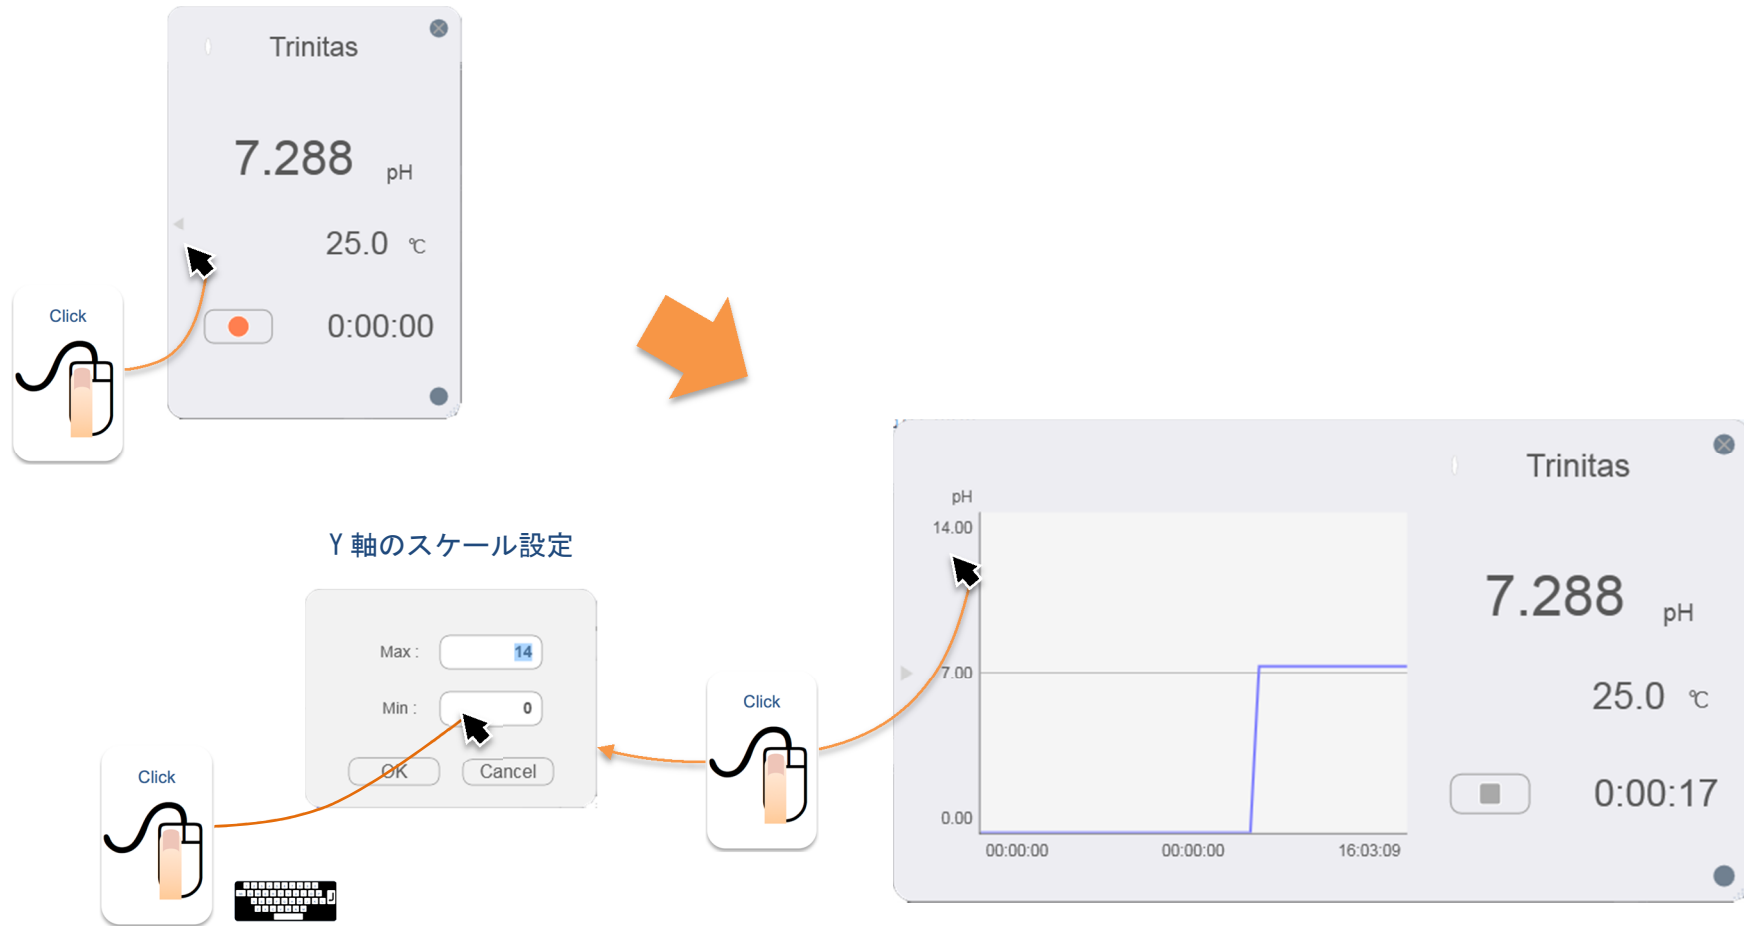 Trinitas
7.288 pH
25.0 ℃
0:00:00
Click
Y 軸のスケール設定
Max : 14
Min : 0
OK Cancel
Click
Click
Trinitas
pH
14.00
7.00
0.00
00:00:00 00:00:00 16:03:09
7.288 pH
25.0 ℃
0:00:17